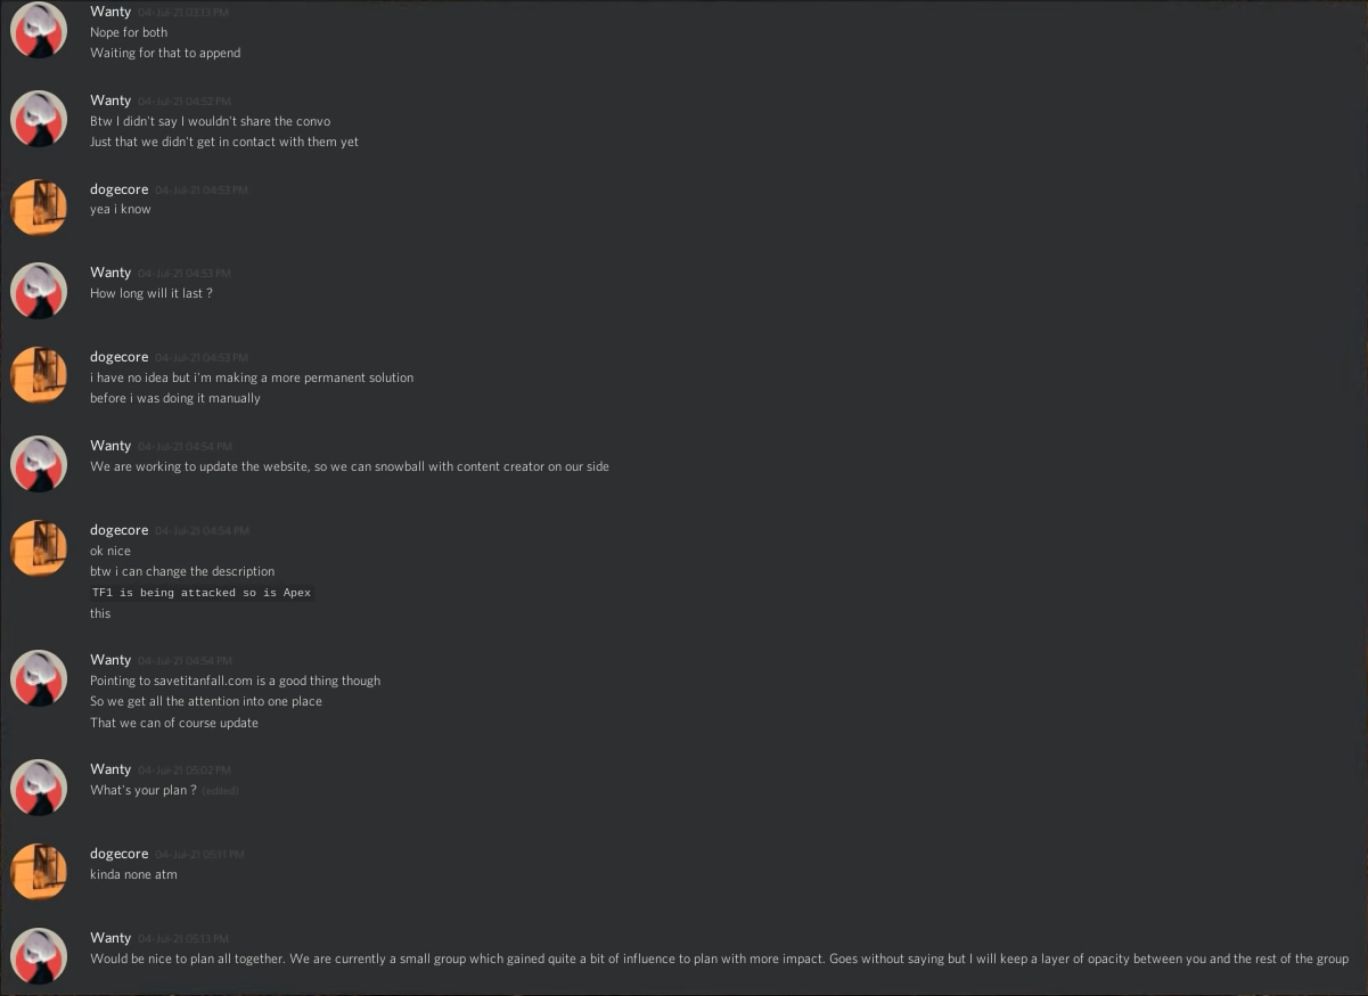 Wanty 04-Jul-21 03:13 PM
Nope for both
Waiting for that to append
Wanty 04-Jul-21 04:52 PM
Btw I didn't say I wouldn't share the convo
Just that we didn't get in contact with them yet
dogecore 04-Jul-21 04:53 PM
yea i know
Wanty 04-Jul-21 04:53 PM
How long will it last ?
dogecore 04-Jul-21 04:53 PM
i have no idea but i'm making a more permanent solution
before i was doing it manually
Wanty 04-Jul-21 04:54 PM
We are working to update the website, so we can snowball with content creator on our side
dogecore 04-Jul-21 04:54 PM
ok nice
btw i can change the description
TF1 is being attacked so is Apex
this
Wanty 04-Jul-21 04:54 PM
Pointing to savetitanfall.com is a good thing though
So we get all the attention into one place
That we can of course update
Wanty 04-Jul-21 05:02 PM
What's your plan ? (edited)
dogecore 04-Jul-21 05:11 PM
kinda none atm
Wanty 04-Jul-21 05:13 PM
Would be nice to plan all together. We are currently a small group which gained quite a bit of influence to plan with more impact. Goes without saying but I will keep a layer of opacity between you and the rest of the group